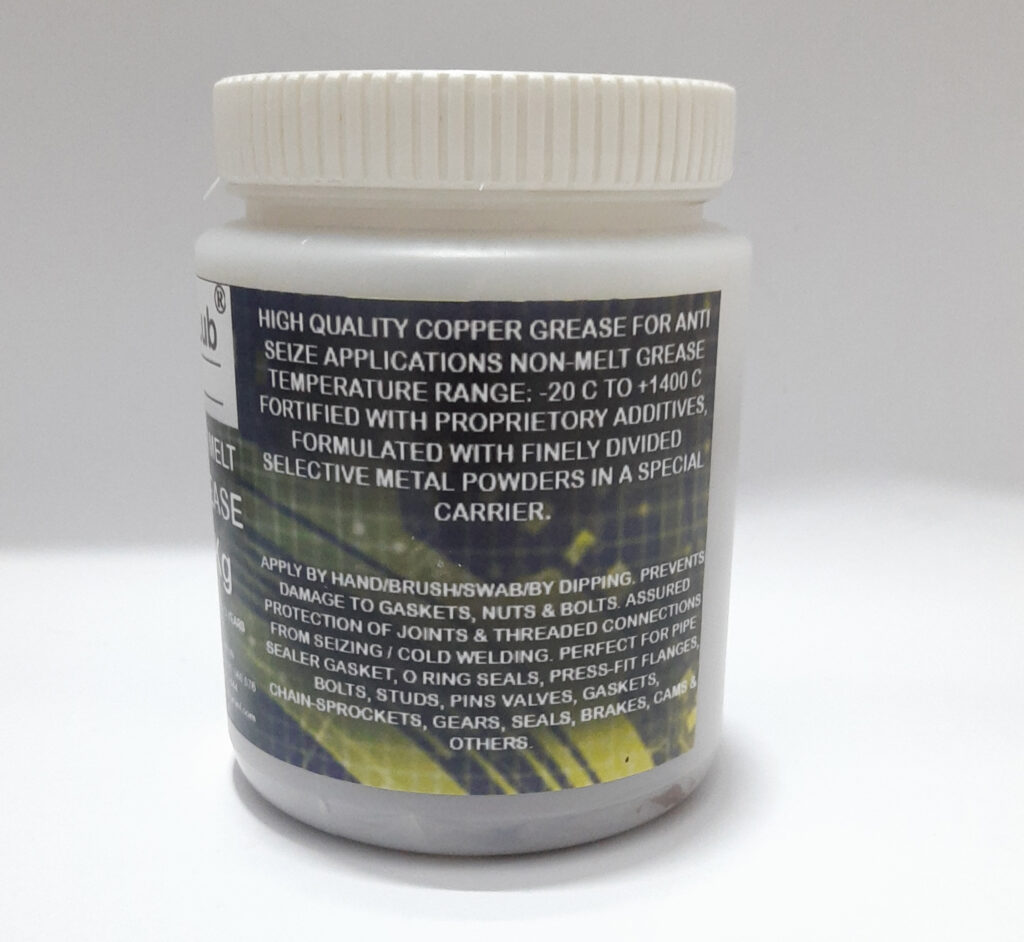 ®
HIGH QUALITY COPPER GREASE FOR ANTI
SEIZE APPLICATIONS NON-MELT GREASE
TEMPERATURE RANGE: -20 C TO +1400 C
FORTIFIED WITH PROPRIETORY ADDITIVES,
FORMULATED WITH FINELY DIVIDED
SELECTIVE METAL POWDERS IN A SPECIAL
CARRIER.
APPLY BY HAND/BRUSH/SWAB/BY DIPPING. PREVENTS
DAMAGE TO GASKETS, NUTS & BOLTS. ASSURED
PROTECTION OF JOINTS & THREADED CONNECTIONS
FROM SEIZING / COLD WELDING. PERFECT FOR PIPE
SEALER GASKET, O RING SEALS, PRESS-FIT FLANGES,
BOLTS, STUDS, PINS VALVES, GASKETS,
CHAIN-SPROCKETS, GEARS, SEALS, BRAKES, CAMS &
OTHERS.